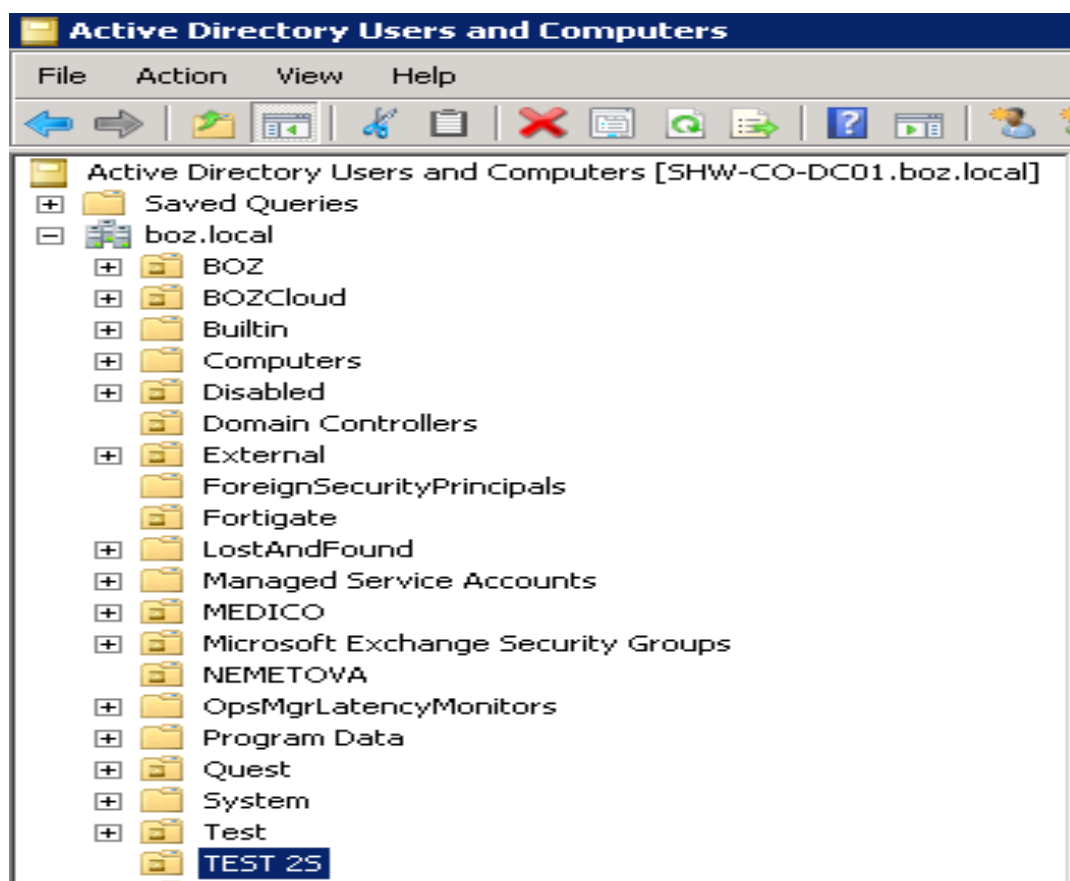 Active Directory Users and Computers
File Action View Help
Active Directory Users and Computers [SHW-CO-DC01.boz.local]
Saved Queries
boz.local
BOZ
BOZCloud
Builtin
Computers
Disabled
Domain Controllers
External
ForeignSecurityPrincipals
Fortigate
LostAndFound
Managed Service Accounts
MEDICO
Microsoft Exchange Security Groups
NEMETOVA
OpsMgrLatencyMonitors
Program Data
Quest
System
Test
TEST 2S